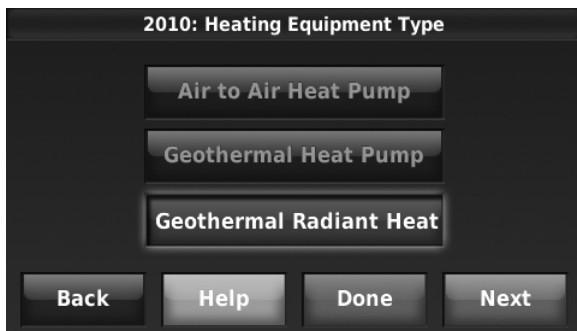 2010: Heating Equipment Type
Air to Air Heat Pump
Geothermal Heat Pump
Geothermal Radiant Heat
Back Help Done Next